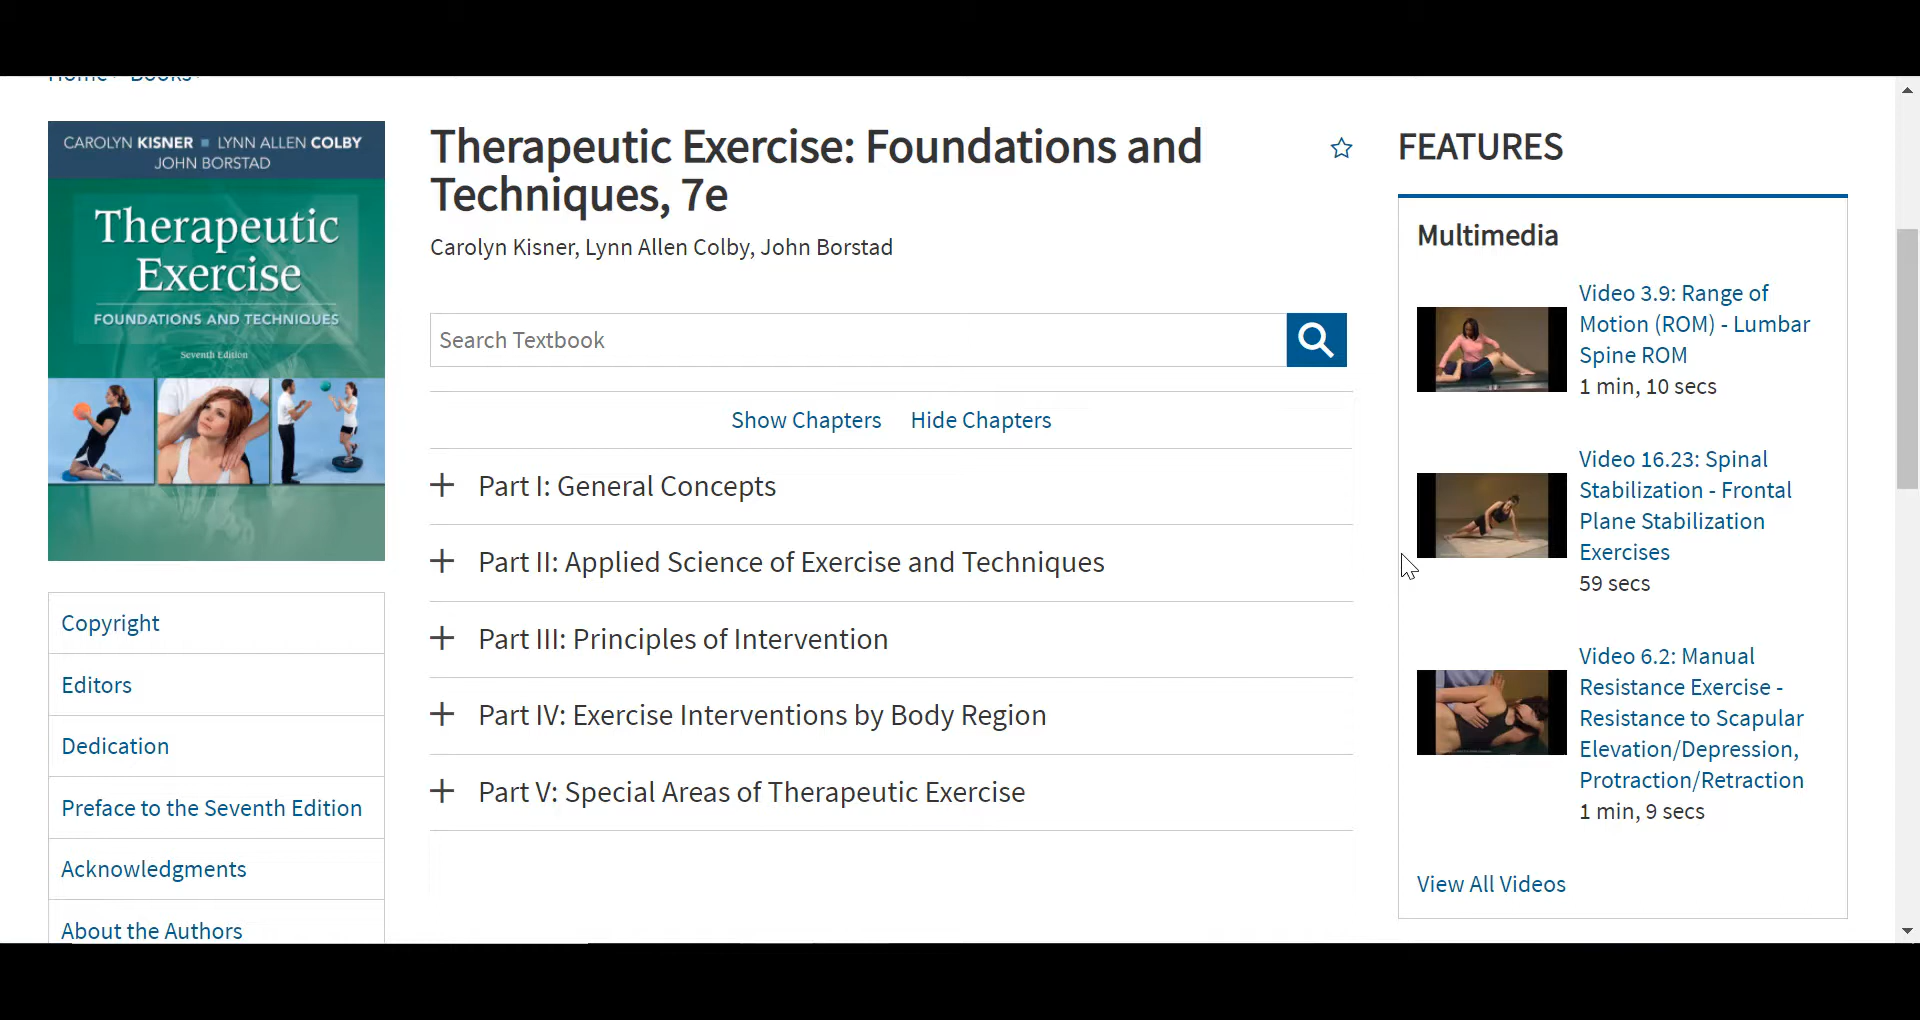 Home
Books
CAROLYN KISNER ▪ LYNN ALLEN COLBY
JOHN BORSTAD
Therapeutic
Exercise
FOUNDATIONS AND TECHNIQUES
Seventh Edition
Copyright
Editors
Dedication
Preface to the Seventh Edition
Acknowledgments
About the Authors
Therapeutic Exercise: Foundations and
Techniques, 7e
Carolyn Kisner, Lynn Allen Colby, John Borstad
Search Textbook
Show Chapters Hide Chapters
Part I: General Concepts
Part II: Applied Science of Exercise and Techniques
Part III: Principles of Intervention
Part IV: Exercise Interventions by Body Region
Part V: Special Areas of Therapeutic Exercise
FEATURES
Multimedia
Video 3.9: Range of
Motion (ROM) - Lumbar
Spine ROM
1 min, 10 secs
Video 16.23: Spinal
Stabilization - Frontal
Plane Stabilization
Exercises
59 secs
Video 6.2: Manual
Resistance Exercise -
Resistance to Scapular
Elevation/Depression,
Protraction/Retraction
1 min, 9 secs
View All Videos